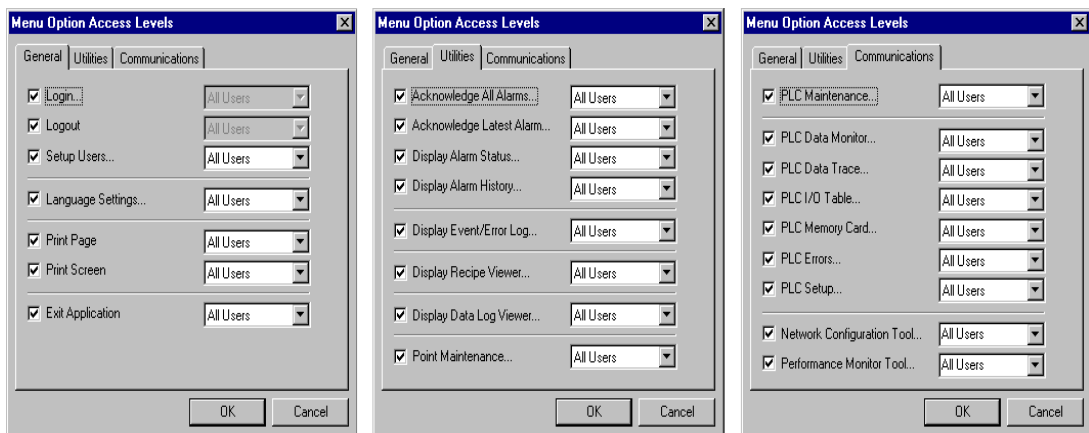 Menu Option Access Levels
General Utilities Communications
Login... All Users
Logout All Users
Setup Users... All Users
Language Settings... All Users
Print Page All Users
Print Screen All Users
Exit Application All Users
OK Cancel
Menu Option Access Levels
General Utilities Communications
Acknowledge All Alarms... All Users
Acknowledge Latest Alarm... All Users
Display Alarm Status... All Users
Display Alarm History... All Users
Display Event/Error Log... All Users
Display Recipe Viewer... All Users
Display Data Log Viewer... All Users
Point Maintenance... All Users
OK Cancel
Menu Option Access Levels
General Utilities Communications
PLC Maintenance... All Users
PLC Data Monitor... All Users
PLC Data Trace... All Users
PLC I/O Table... All Users
PLC Memory Card... All Users
PLC Errors... All Users
PLC Setup... All Users
Network Configuration Tool... All Users
Performance Monitor Tool... All Users
OK Cancel